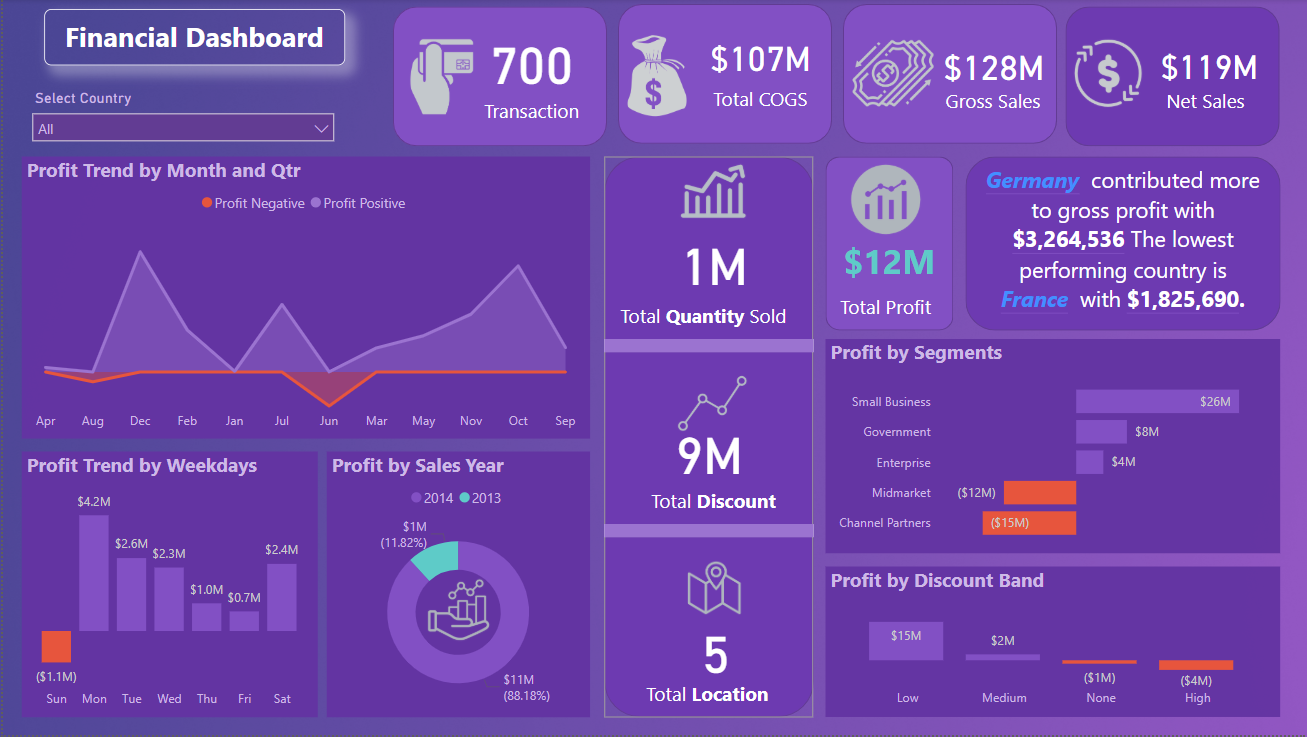 Financial Dashboard
Select Country
All
700
Transaction
$107M
Total COGS
$128M
Gross Sales
$119M
Net Sales
Profit Trend by Month and Qtr
Profit Negative Profit Positive
Apr Aug Dec Feb Jan Jul Jun Mar May Nov Oct Sep
1M
Total Quantity Sold
9M
Total Discount
5
Total Location
$12M
Total Profit
Germany contributed more
to gross profit with
$3,264,536 The lowest
performing country is
France with $1,825,690.
Profit by Segments
Small Business $26M
Government $8M
Enterprise $4M
Midmarket ($12M)
Channel Partners ($15M)
Profit Trend by Weekdays
$4.2M
$2.6M
$2.3M
$1.0M
$0.7M
$2.4M
($1.1M)
Sun Mon Tue Wed Thu Fri Sat
Profit by Sales Year
2014 2013
$1M
(11.82%)
$11M
(88.18%)
Profit by Discount Band
$15M
$2M
($1M)
($4M)
Low Medium None High